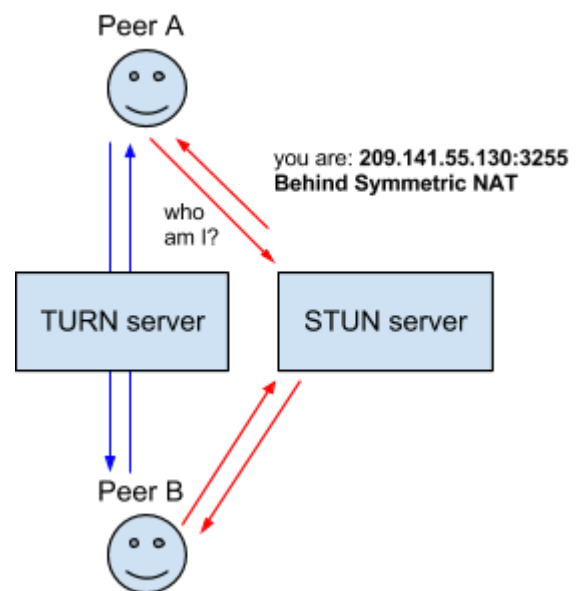 Peer A
you are: 209.141.55.130:3255
Behind Symmetric NAT
who
am I?
TURN server
STUN server
Peer B